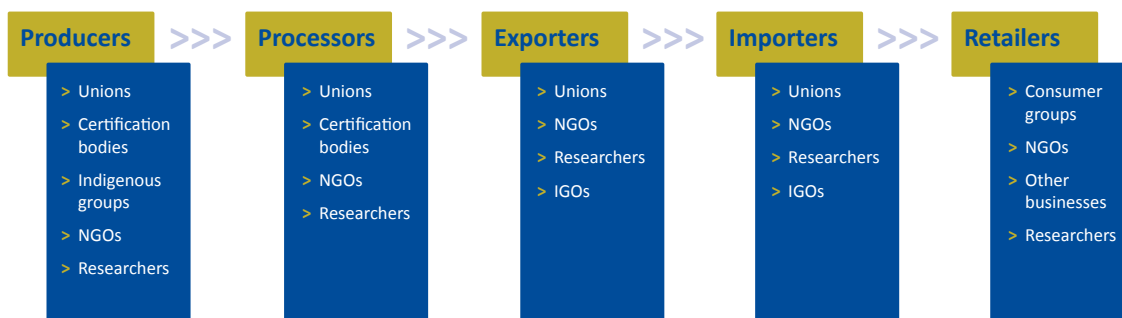 Producers >>> Processors >>> Exporters >>> Importers >>> Retailers
> Unions
> Certification
bodies
> Indigenous
groups
> NGOs
> Researchers
> Unions
> Certification
bodies
> NGOs
> Researchers
> Unions
> NGOs
> Researchers
> IGOs
> Unions
> NGOs
> Researchers
> IGOs
> Consumer
groups
> NGOs
> Other
businesses
> Researchers